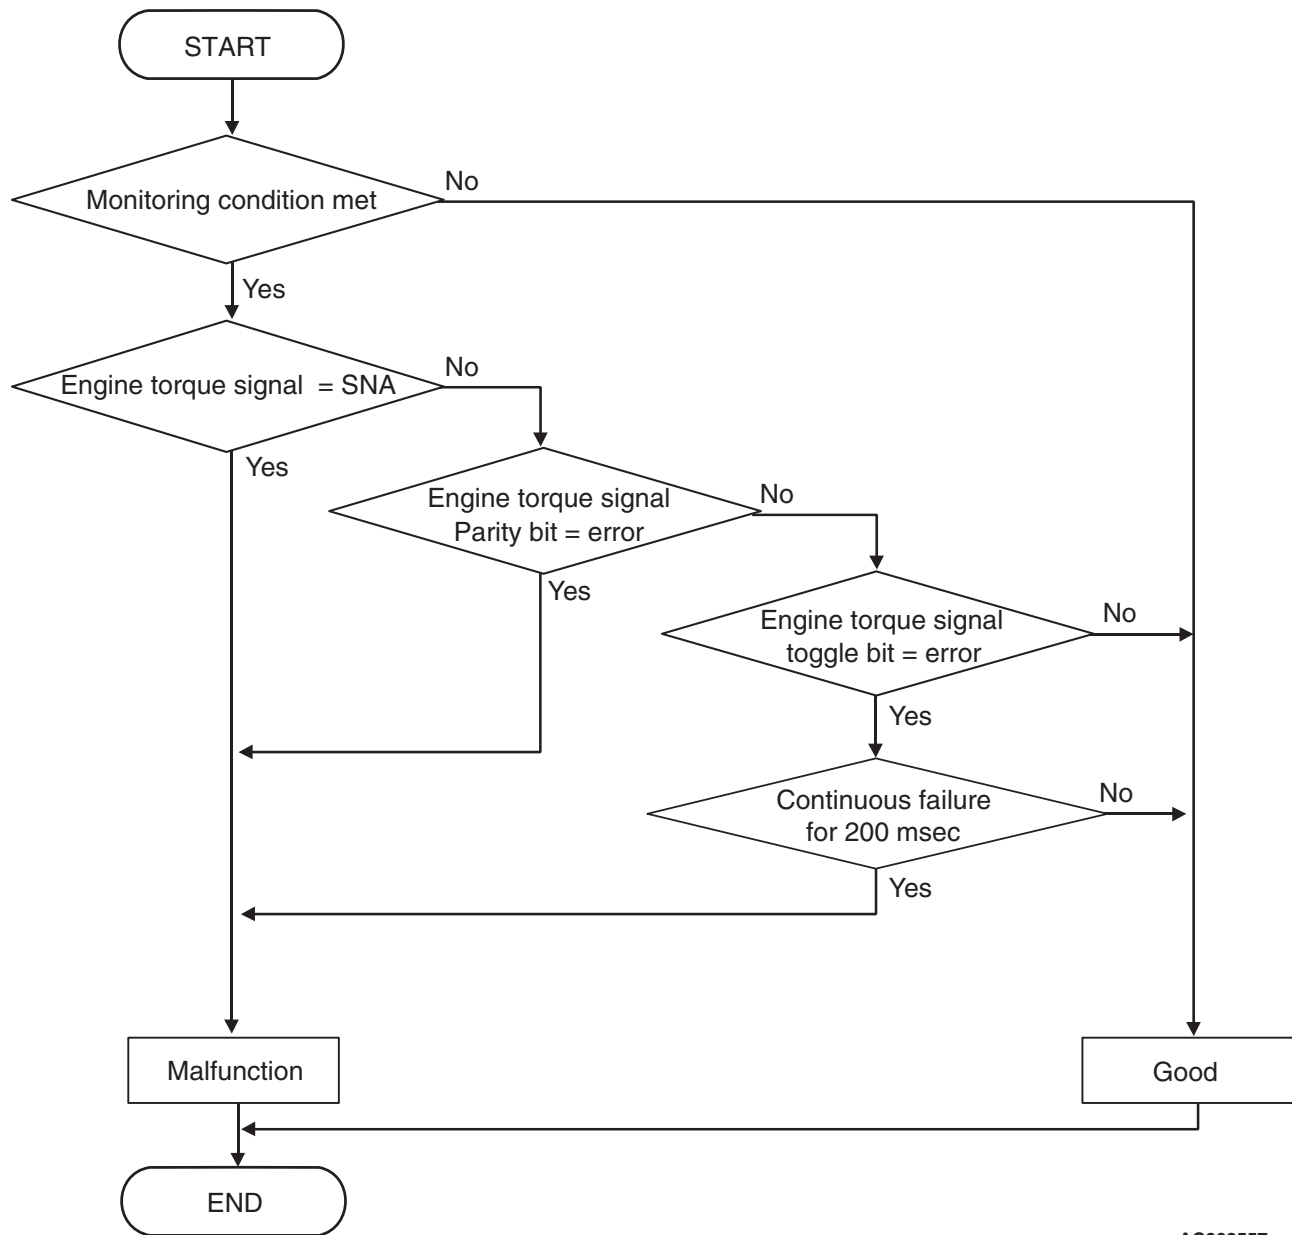 START
Monitoring condition met
No
Yes
Engine torque signal = SNA
No
Yes
Engine torque signal
Parity bit = error
No
Yes
Engine torque signal
toggle bit = error
No
Yes
Continuous failure
for 200 msec
No
Yes
Malfunction
Good
END